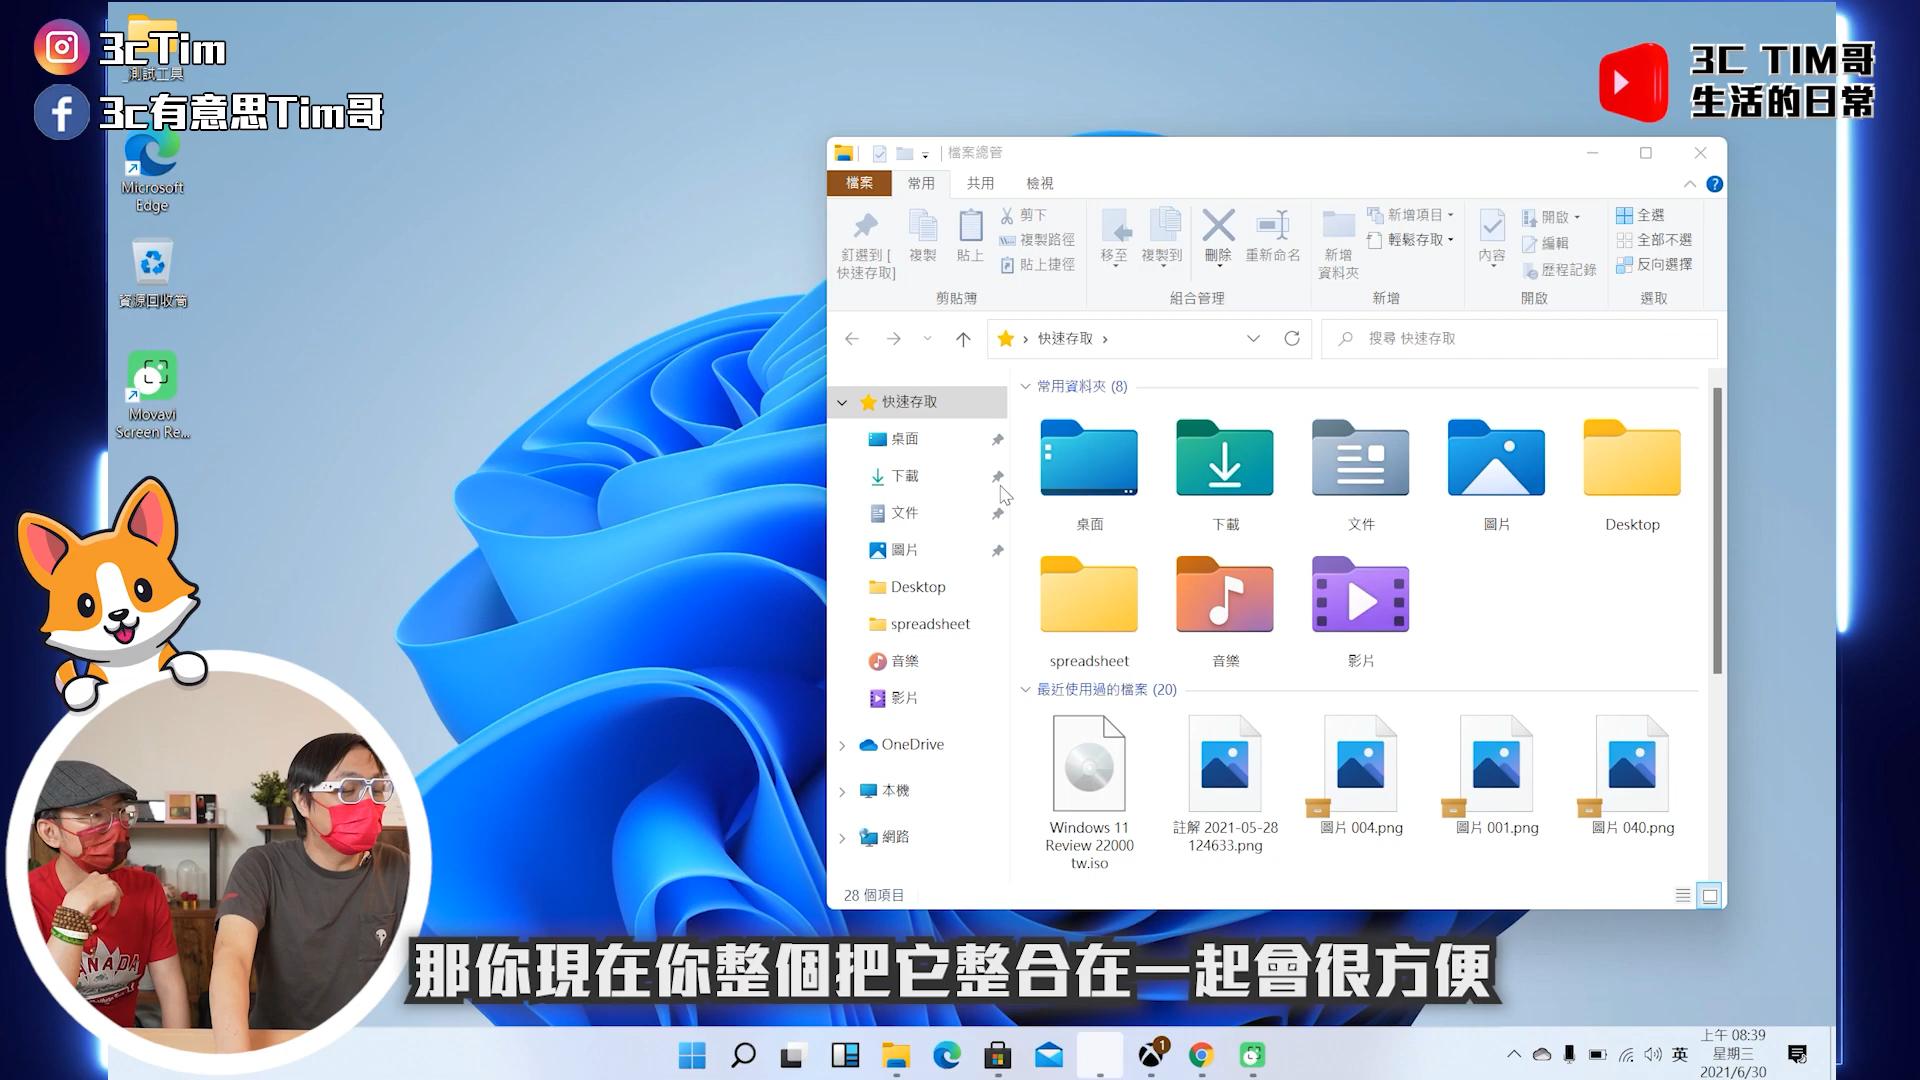 3cTim
_測試工具
3c有意思Tim哥
3C TIM哥
生活的日常
Microsoft
Edge
資源回收筒
Movavi
Screen Re...
檔案總管
檔案
常用
共用
檢視
釘選到 [
快速存取]
複製
貼上
剪下
複製路徑
貼上捷徑
剪貼簿
移至
複製到
刪除
重新命名
組合管理
新增
資料夾
新增項目
輕鬆存取
新增
內容
開啟
編輯
歷程記錄
開啟
全選
全部不選
反向選擇
選取
快速存取
搜尋 快速存取
快速存取
桌面
下載
文件
圖片
Desktop
spreadsheet
音樂
影片
OneDrive
本機
網路
常用資料夾 (8)
桌面
下載
文件
圖片
Desktop
spreadsheet
音樂
影片
最近使用過的檔案 (20)
Windows 11
Review 22000
tw.iso
註解 2021-05-28
124633.png
圖片 004.png
圖片 001.png
圖片 040.png
28 個項目
CANADA
那你現在你整個把它整合在一起會很方便
1
英
上午 08:39
星期三
2021/6/30